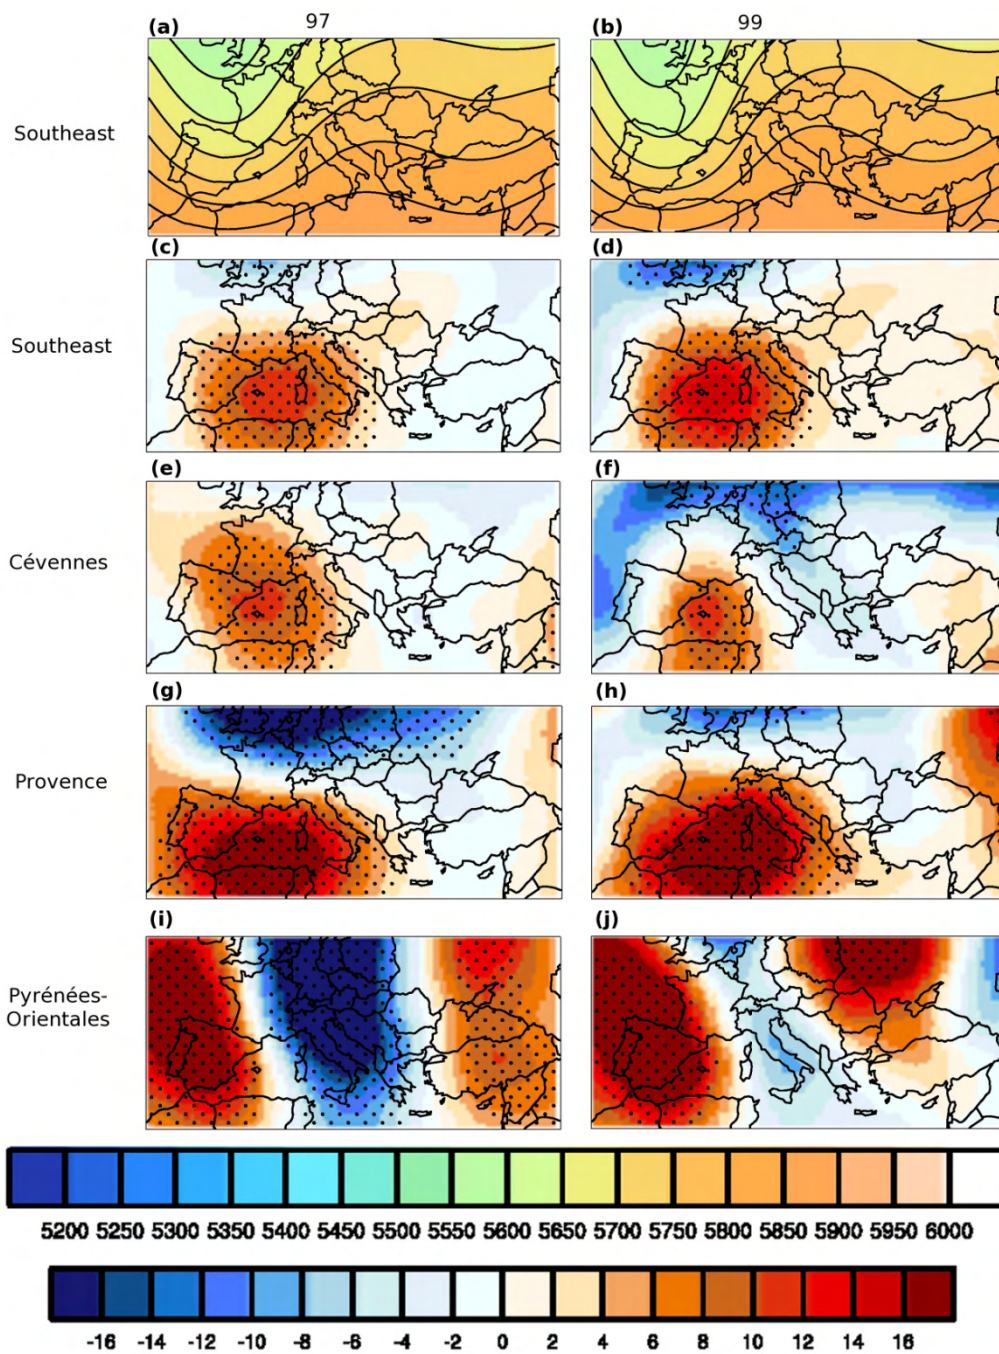 97 99
(a) (b)
Southeast
(c) (d)
Southeast
(e) (f)
Cévennes
(g) (h)
Provence
(i) (j)
Pyrénées-
Orientales
5200 5250 5300 5350 5400 5450 5500 5550 5600 5650 5700 5750 5800 5850 5900 5950 6000
-16 -14 -12 -10 -8 -6 -4 -2 0 2 4 6 8 10 12 14 16